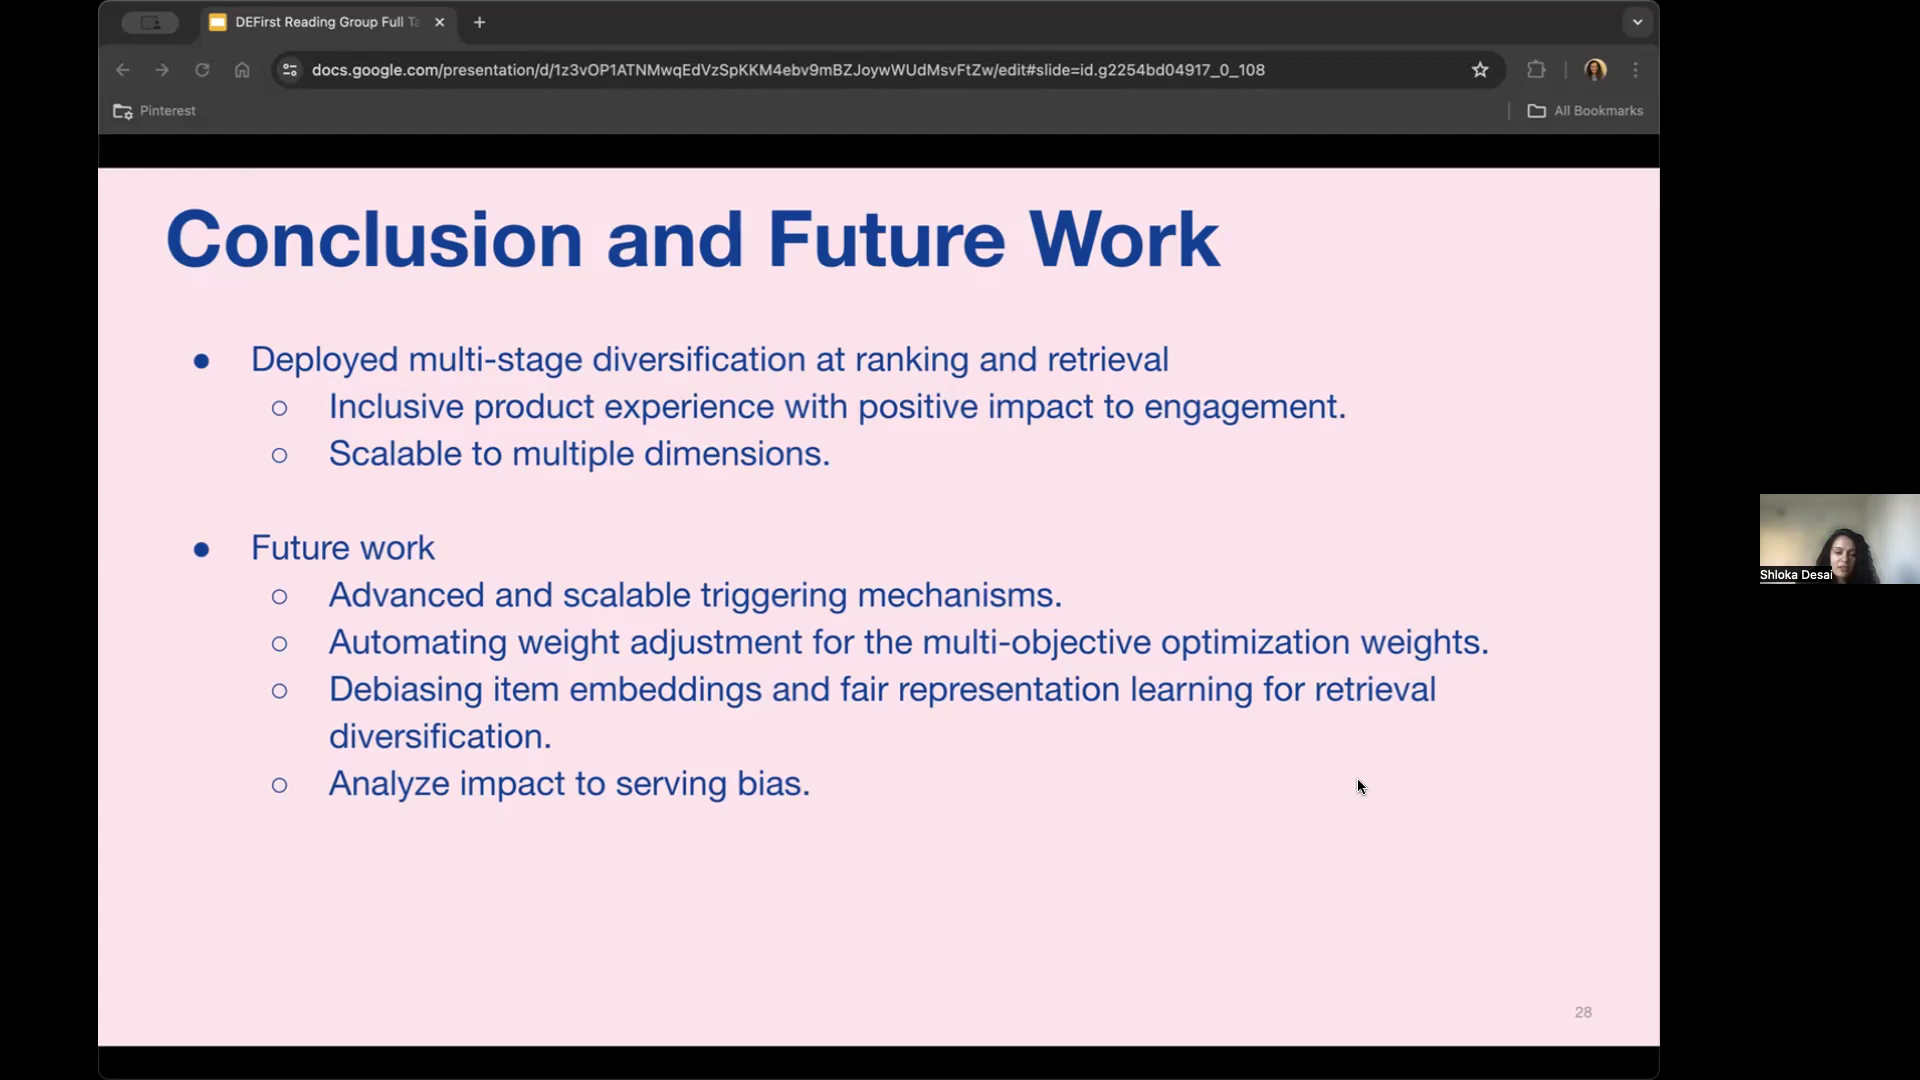 DEFirst Reading Group Full Ta
docs.google.com/presentation/d/1z3vOP1ATNMwqEdVzSpKKM4ebv9mBZJoywWUdMsvFtZw/edit#slide=id.g2254bd04917_0_108
Pinterest
All Bookmarks
Conclusion and Future Work
● Deployed multi-stage diversification at ranking and retrieval
○ Inclusive product experience with positive impact to engagement.
○ Scalable to multiple dimensions.
● Future work
○ Advanced and scalable triggering mechanisms.
○ Automating weight adjustment for the multi-objective optimization weights.
○ Debiasing item embeddings and fair representation learning for retrieval
diversification.
○ Analyze impact to serving bias.
Shloka Desai
28